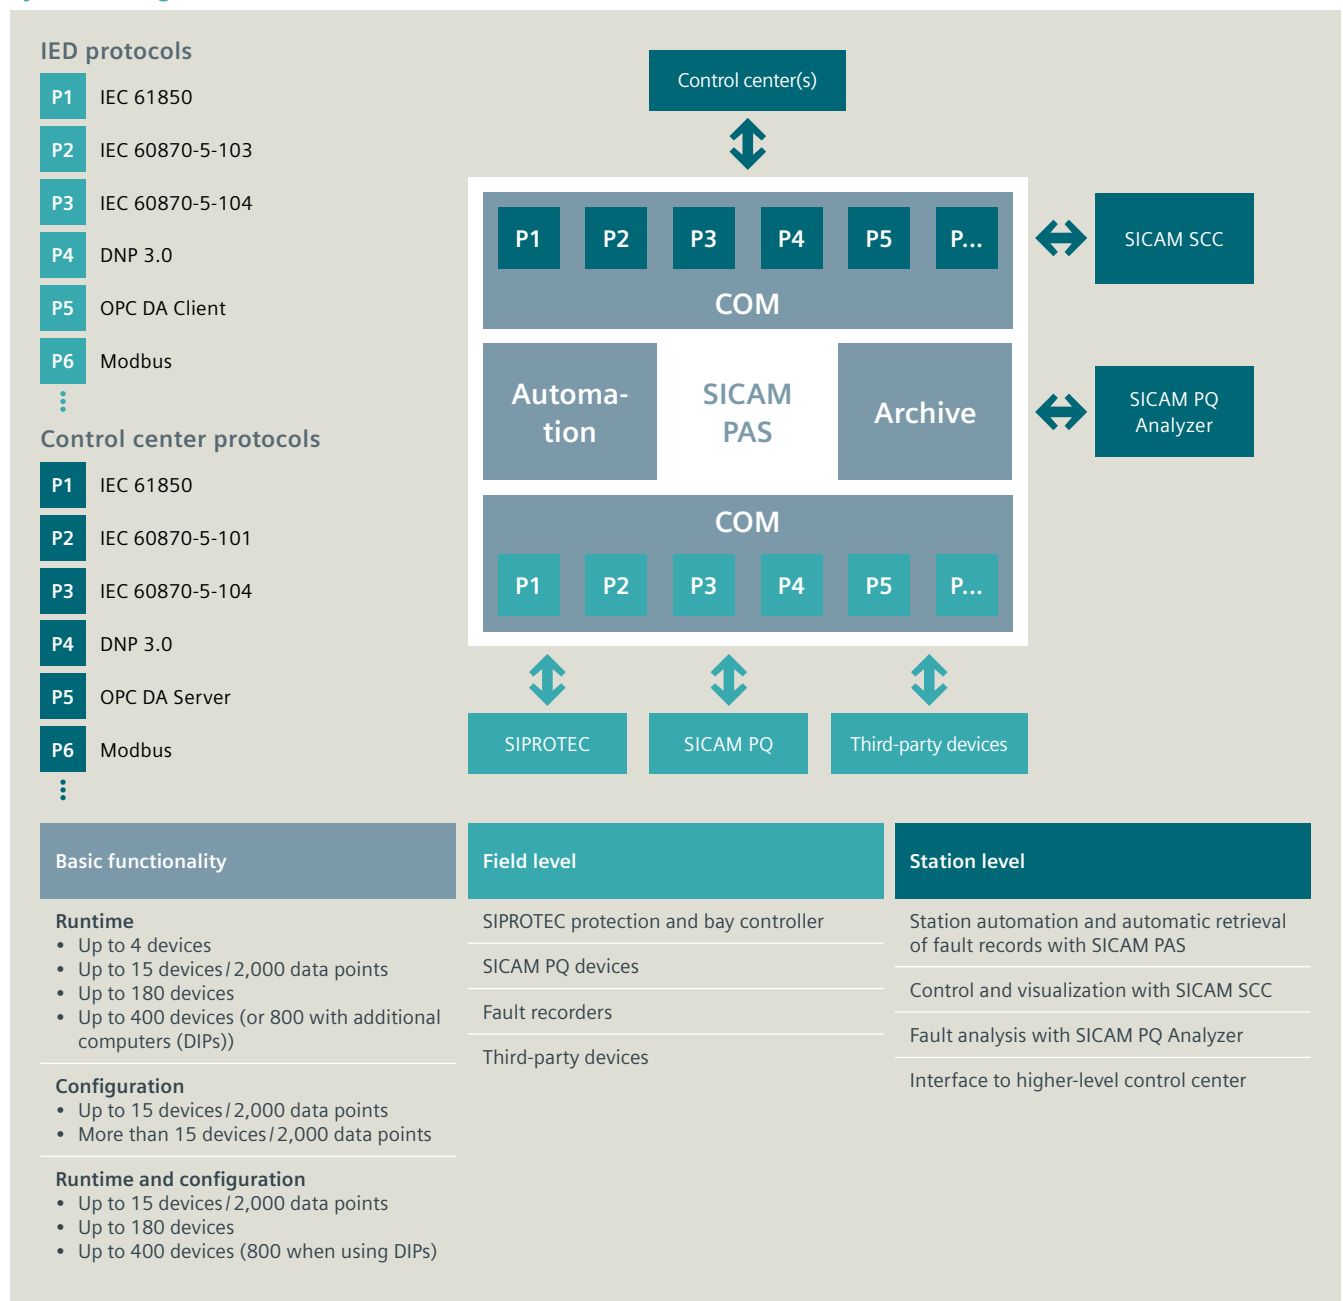 IED protocols
P1 IEC 61850
P2 IEC 60870-5-103
P3 IEC 60870-5-104
P4 DNP 3.0
P5 OPC DA Client
P6 Modbus
Control center protocols
P1 IEC 61850
P2 IEC 60870-5-101
P3 IEC 60870-5-104
P4 DNP 3.0
P5 OPC DA Server
P6 Modbus
Control center(s)
P1 P2 P3 P4 P5 P...
COM
SICAM SCC
Automa-
tion
SICAM
PAS
Archive
SICAM PQ
Analyzer
COM
P1 P2 P3 P4 P5 P...
SIPROTEC
SICAM PQ
Third-party devices
Basic functionality
Runtime
• Up to 4 devices
• Up to 15 devices/2,000 data points
• Up to 180 devices
• Up to 400 devices (or 800 with additional
computers (DIPs))
Configuration
• Up to 15 devices/2,000 data points
• More than 15 devices/2,000 data points
Runtime and configuration
• Up to 15 devices/2,000 data points
• Up to 180 devices
• Up to 400 devices (800 when using DIPs)
Field level
SIPROTEC protection and bay controller
SICAM PQ devices
Fault recorders
Third-party devices
Station level
Station automation and automatic retrieval
of fault records with SICAM PAS
Control and visualization with SICAM SCC
Fault analysis with SICAM PQ Analyzer
Interface to higher-level control center